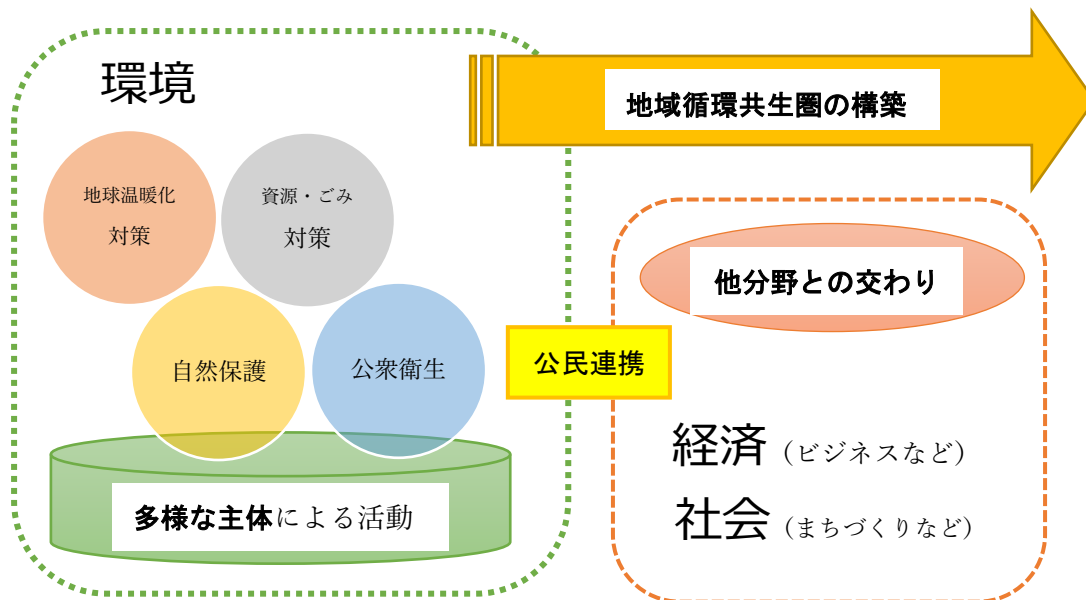 環境
地域循環共生圏の構築
地球温暖化
対策
資源・ごみ
対策
自然保護
公衆衛生
多様な主体による活動
公民連携
他分野との交わり
経済（ビジネスなど）
社会（まちづくりなど）